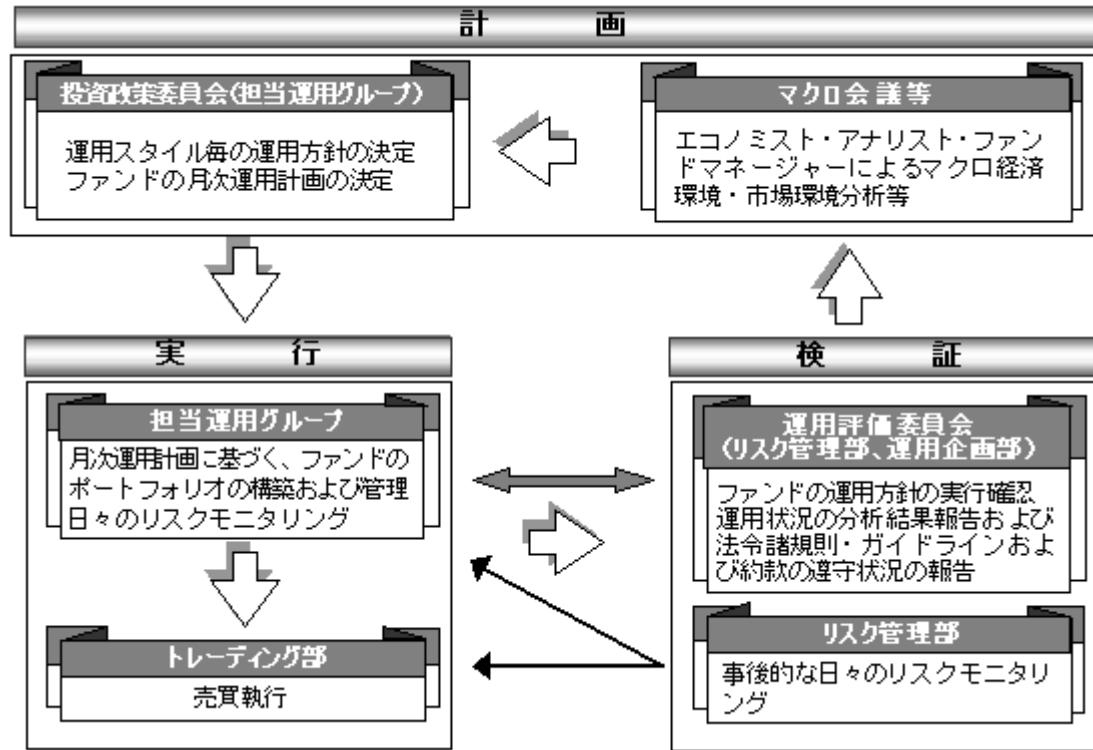 計画
投資政策委員会(担当運用グループ)
運用スタイル毎の運用方針の決定
ファンドの月次運用計画の決定
マクロ会議等
エコノミスト・アナリスト・ファン
ドマネージャーによるマクロ経済
環境・市場環境分析等
実行
担当運用グループ
月次運用計画に基づく、ファンドの
ポートフォリオの構築および管理
日々のリスクモニタリング
トレーディング部
売買執行
検証
運用評価委員会
(リスク管理部、運用企画部)
ファンドの運用方針の実行確認
運用状況の分析結果報告および
法令諸規則・ガイドラインおよ
び約款の遵守状況の報告
リスク管理部
事後的な日々のリスクモニタリ
ング